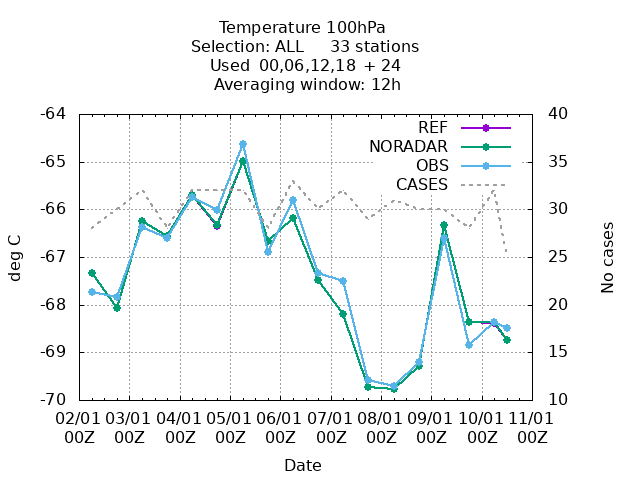 Temperature 100hPa
Selection: ALL 33 stations
Used 00,06,12,18 + 24
Averaging window: 12h
-64 40
REF
NORADAR
-65 35
OBS
CASES
-66 30
-67 25
deg C
No cases
-68 20
-69 15
-70 10
02/01 03/01 04/01 05/01 06/01 07/01 08/01 09/01 10/01 11/01
00Z 00Z 00Z 00Z 00Z 00Z 00Z 00Z 00Z 00Z
Date